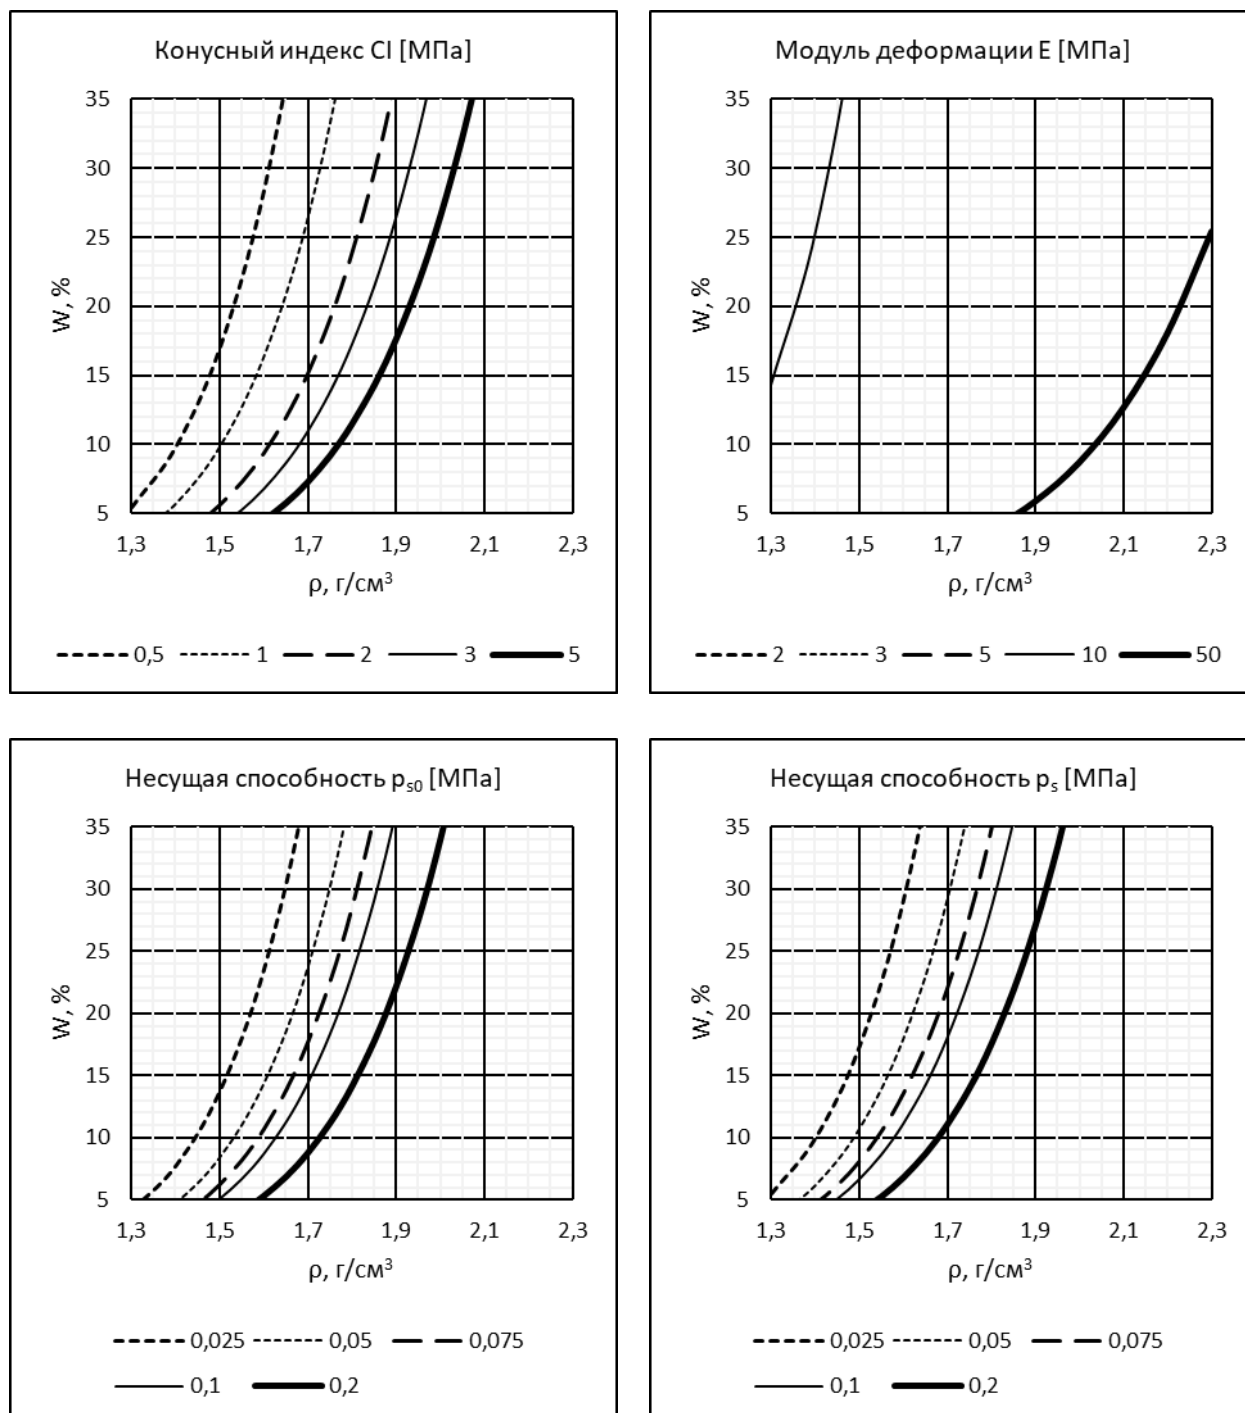 Конусный индекс CI [МПа]
35
30
25
20
15
10
5
W, %
1,3 1,5 1,7 1,9 2,1 2,3
ρ, г/см³
0,5 1 2 3 5
Модуль деформации E [МПа]
35
30
25
20
15
10
5
W, %
1,3 1,5 1,7 1,9 2,1 2,3
ρ, г/см³
2 3 5 10 50
Несущая способность pₛ₀ [МПа]
35
30
25
20
15
10
5
W, %
1,3 1,5 1,7 1,9 2,1 2,3
ρ, г/см³
0,025 0,05 0,075
0,1 0,2
Несущая способность pₛ [МПа]
35
30
25
20
15
10
5
W, %
1,3 1,5 1,7 1,9 2,1 2,3
ρ, г/см³
0,025 0,05 0,075
0,1 0,2